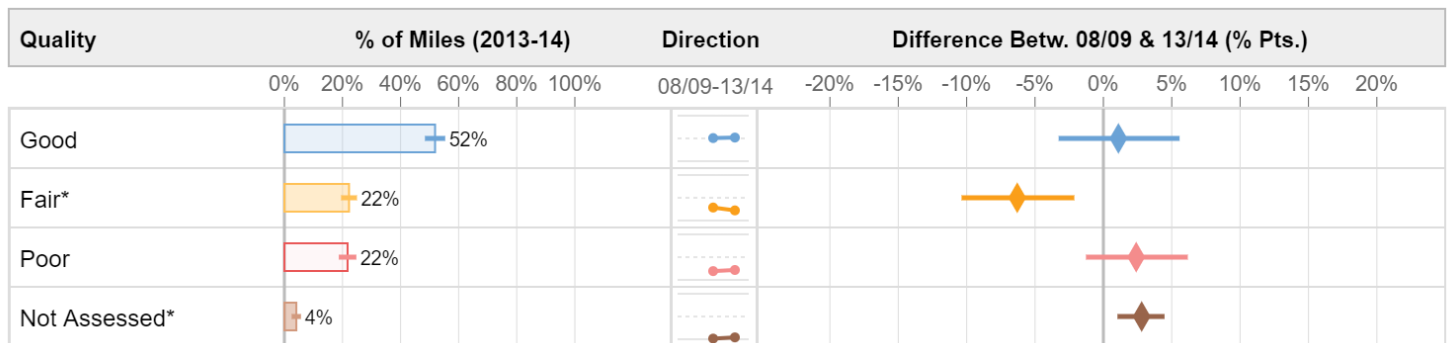 Quality % of Miles (2013-14) Direction Difference Betw. 08/09 & 13/14 (% Pts.)
0% 20% 40% 60% 80% 100% 08/09-13/14 -20% -15% -10% -5% 0% 5% 10% 15% 20%
Good 52%
Fair* 22%
Poor 22%
Not Assessed* 4%